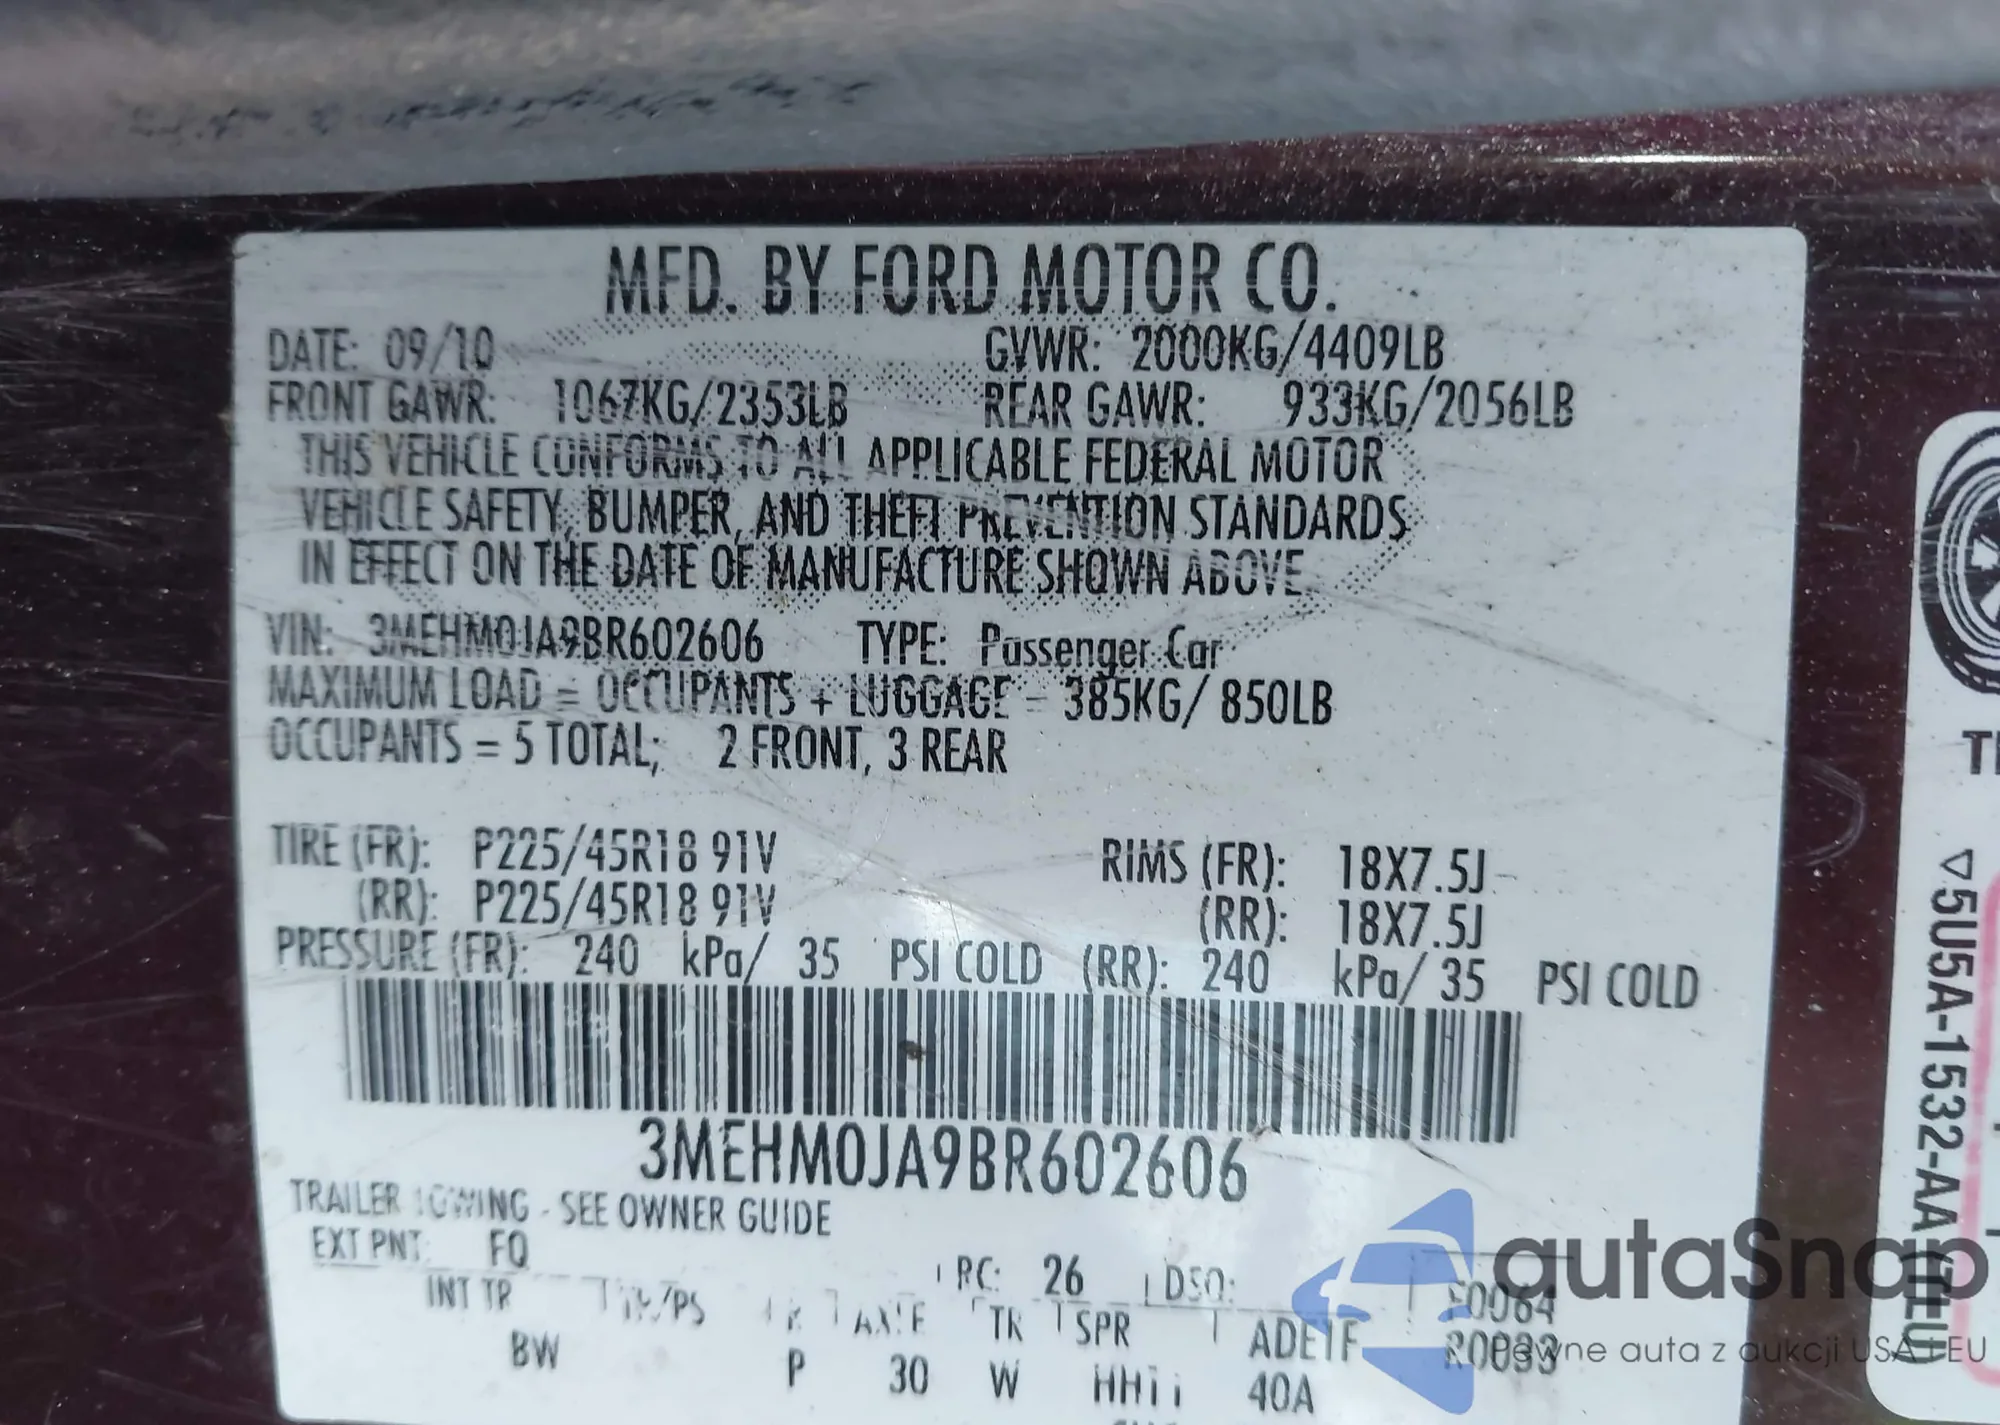 MFD. BY FORD MOTOR CO.
DATE: 09/10 GVWR: 2000KG/4409LB
FRONT GAWR: 1067KG/2353LB REAR GAWR: 933KG/2056LB
THIS VEHICLE CONFORMS TO ALL APPLICABLE FEDERAL MOTOR
VEHICLE SAFETY, BUMPER, AND THEFT PREVENTION STANDARDS
IN EFFECT ON THE DATE OF MANUFACTURE SHOWN ABOVE.
VIN: 3MEHM0JA9BR602606 TYPE: Passenger Car
MAXIMUM LOAD = OCCUPANTS + LUGGAGE = 385KG/ 850LB
OCCUPANTS = 5 TOTAL; 2 FRONT, 3 REAR
TIRE (FR): P225/45R18 91V RIMS (FR): 18X7.5J
(RR): P225/45R18 91V (RR): 18X7.5J
PRESSURE (FR): 240 kPa/ 35 PSI COLD (RR): 240 kPa/ 35 PSI COLD
3MEHM0JA9BR602606
TRAILER TOWING - SEE OWNER GUIDE
EXT PNT: FQ RC: 26 DSO:
INT TR TP/PS R AXLE TR SPR
BW P 30 W 40A
5U5A-1532-AA
autaSnap
Pewne auta z aukcji USA i EU